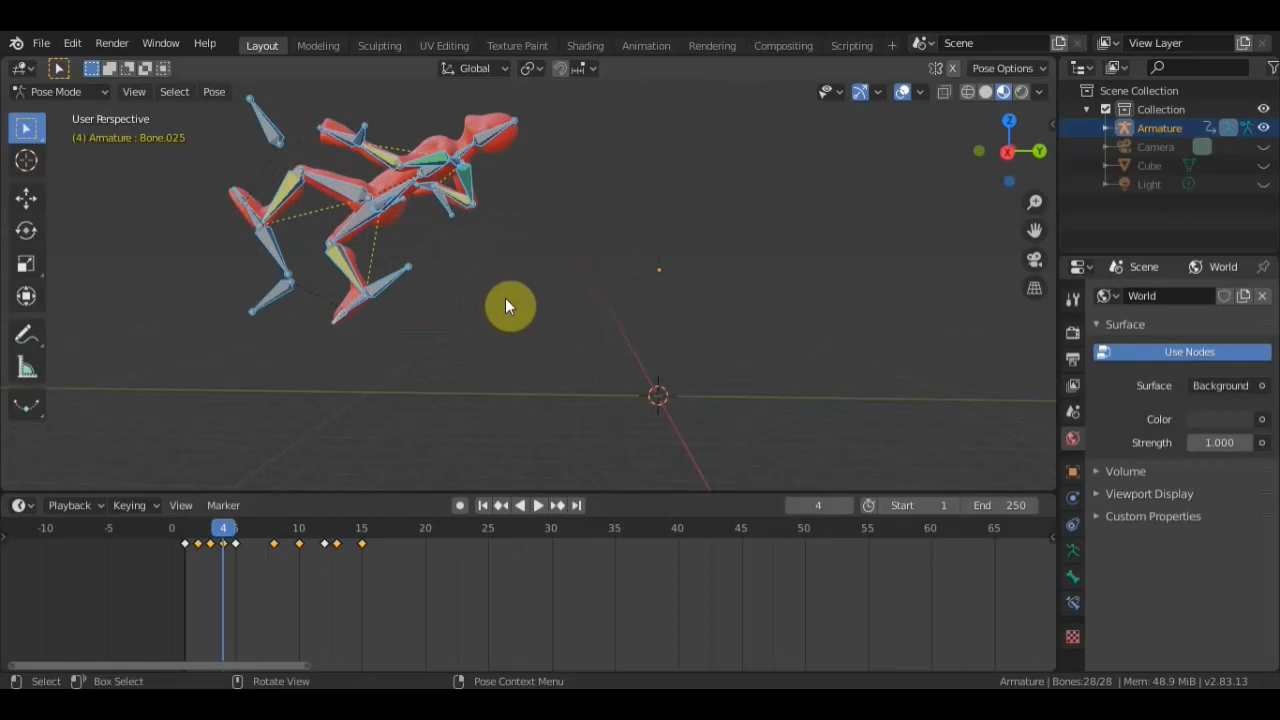 File Edit Render Window Help Layout Modeling Sculpting UV Editing Texture Paint Shading Animation Rendering Compositing Scripting + Scene View Layer
Global Pose Options
Pose Mode View Select Pose
User Perspective
(4) Armature : Bone.025
Z
Y
X
Scene Collection
Collection
Armature
Camera
Cube
Light
Scene World
World
Surface
Use Nodes
Surface Background
Color
Strength 1.000
Volume
Viewport Display
Custom Properties
Playback Keying View Marker 4 Start 1 End 250
-10 -5 0 4 10 15 20 25 30 35 40 45 50 55 60 65
Select Box Select Rotate View Pose Context Menu Armature | Bones:28/28 | Mem: 48.9 MiB | v2.83.13